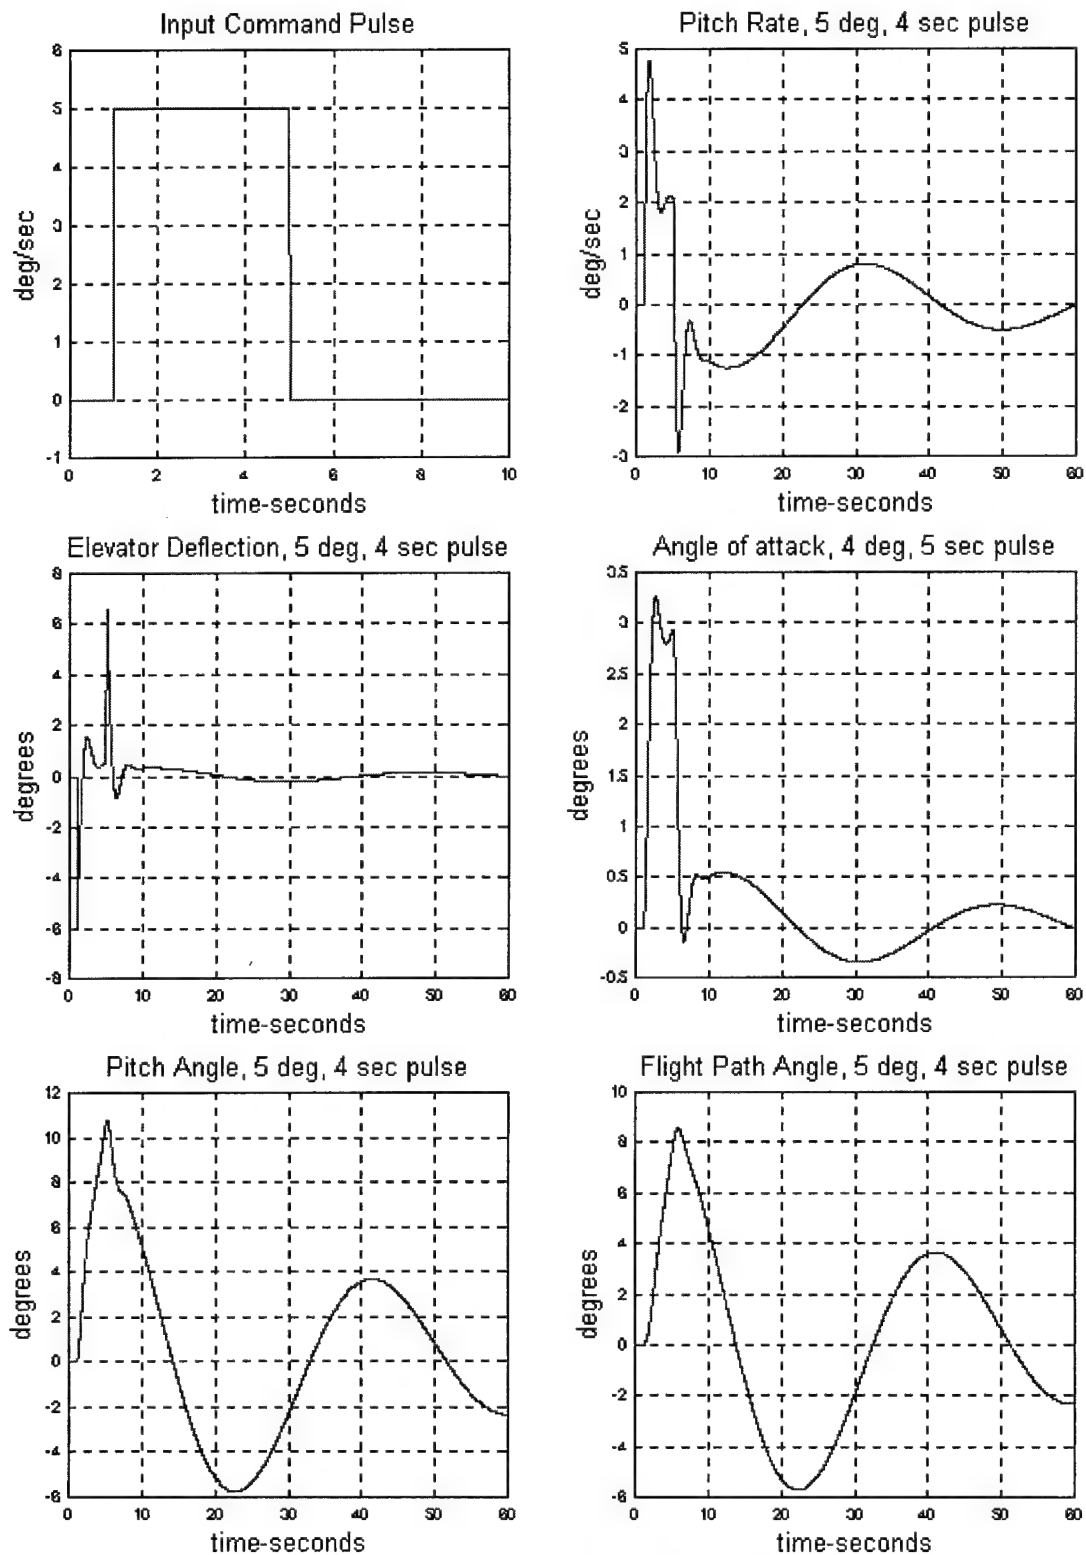 Input Command Pulse
6
5
4
3
2
1
0
-1
deg/sec
0 2 4 6 8 10
time-seconds
Pitch Rate, 5 deg, 4 sec pulse
5
4
3
2
1
0
-1
-2
-3
deg/sec
0 10 20 30 40 50 60
time-seconds
Elevator Deflection, 5 deg, 4 sec pulse
8
6
4
2
0
-2
-4
-6
-8
degrees
0 10 20 30 40 50 60
time-seconds
Angle of attack, 4 deg, 5 sec pulse
3.5
3
2.5
2
1.5
1
0.5
0
-0.5
degrees
0 10 20 30 40 50 60
time-seconds
Pitch Angle, 5 deg, 4 sec pulse
12
10
8
6
4
2
0
-2
-4
-6
degrees
0 10 20 30 40 50 60
time-seconds
Flight Path Angle, 5 deg, 4 sec pulse
10
8
6
4
2
0
-2
-4
-6
degrees
0 10 20 30 40 50 60
time-seconds